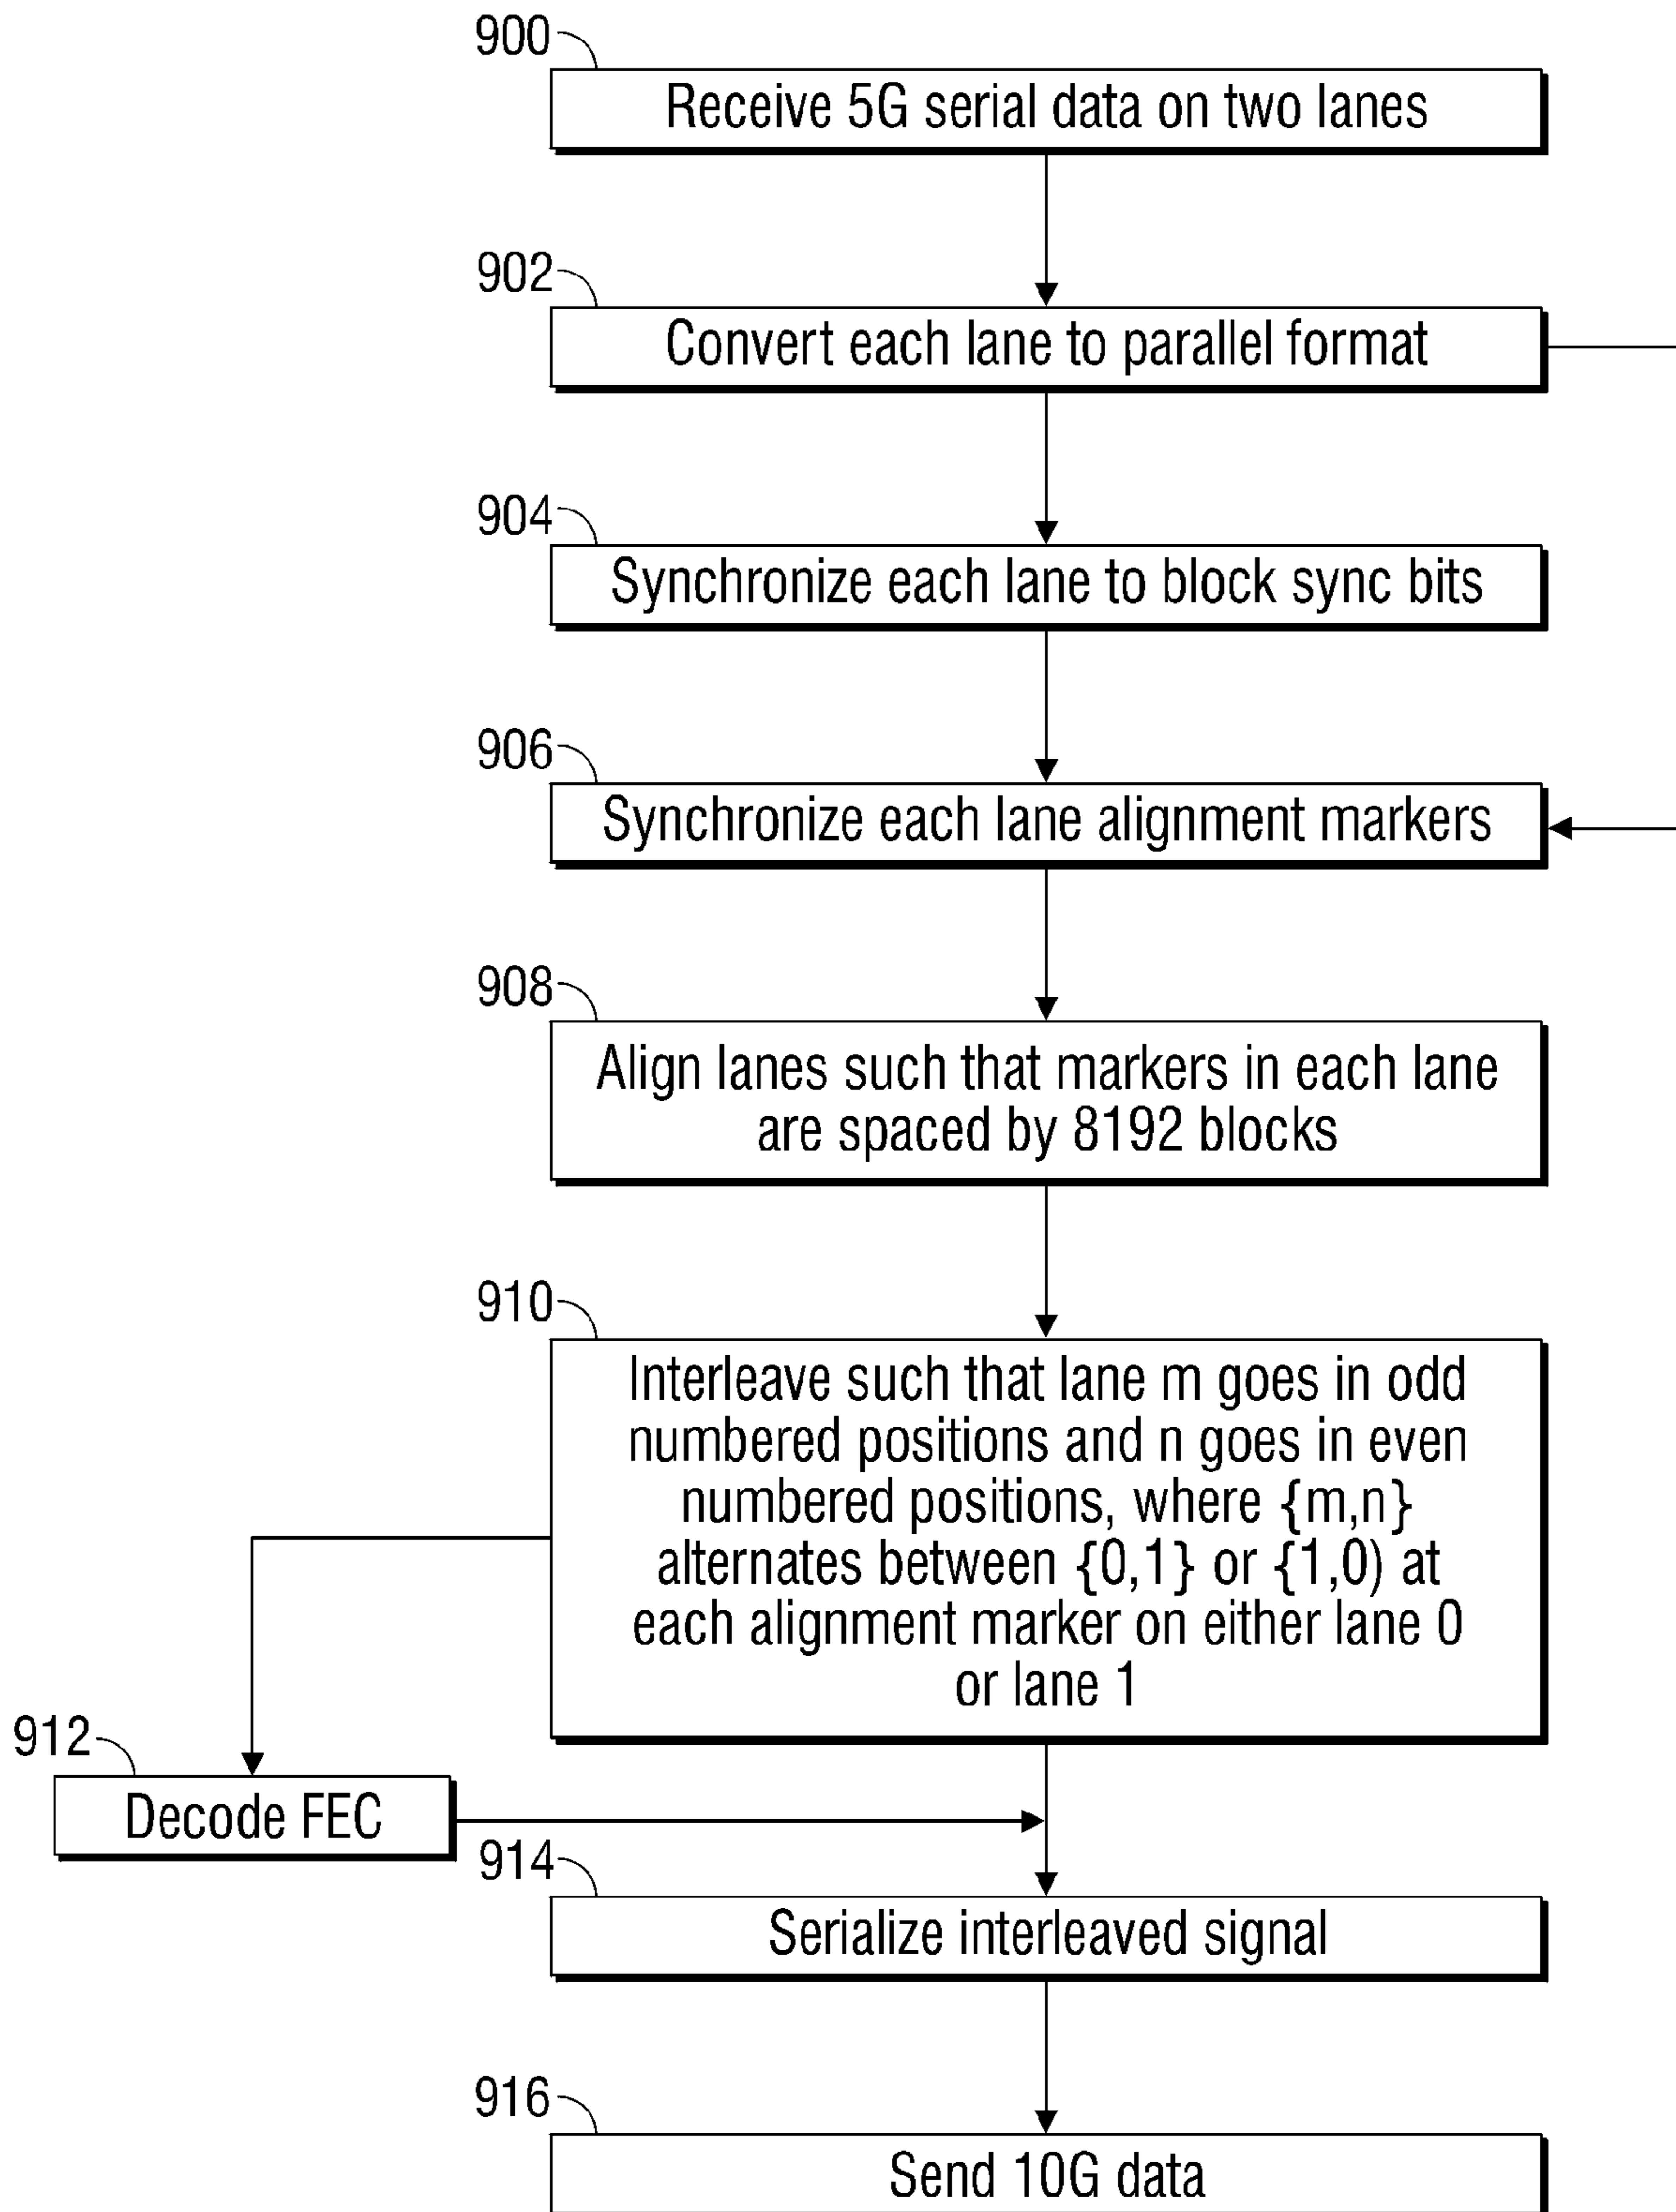 900
Receive 5G serial data on two lanes
902
Convert each lane to parallel format
904
Synchronize each lane to block sync bits
906
Synchronize each lane alignment markers
908
Align lanes such that markers in each lane
are spaced by 8192 blocks
910
Interleave such that lane m goes in odd
numbered positions and n goes in even
numbered positions, where {m,n}
alternates between {0,1} or {1,0) at
each alignment marker on either lane 0
or lane 1
912
Decode FEC
914
Serialize interleaved signal
916
Send 10G data